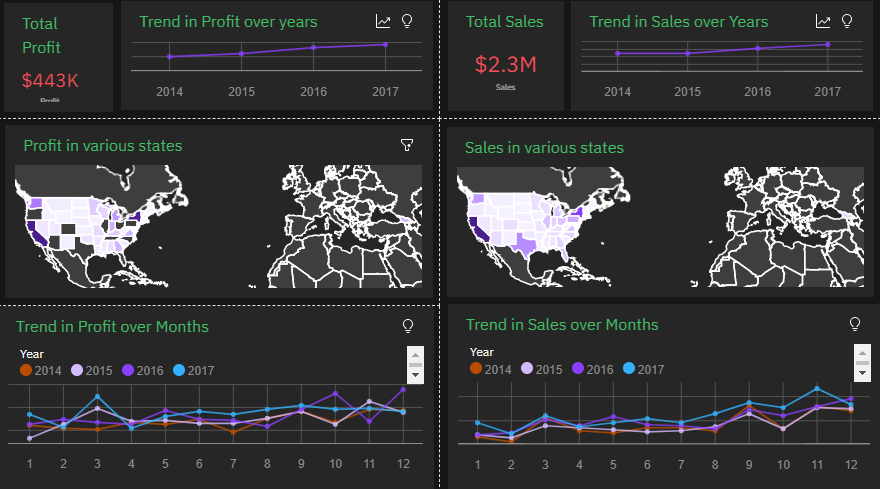 Total
Profit
$443K
Profit
Trend in Profit over years
2014 2015 2016 2017
Total Sales
$2.3M
Sales
Trend in Sales over Years
2014 2015 2016 2017
Profit in various states
Sales in various states
Trend in Profit over Months
Year
2014 2015 2016 2017
1 2 3 4 5 6 7 8 9 10 11 12
Trend in Sales over Months
Year
2014 2015 2016 2017
1 2 3 4 5 6 7 8 9 10 11 12